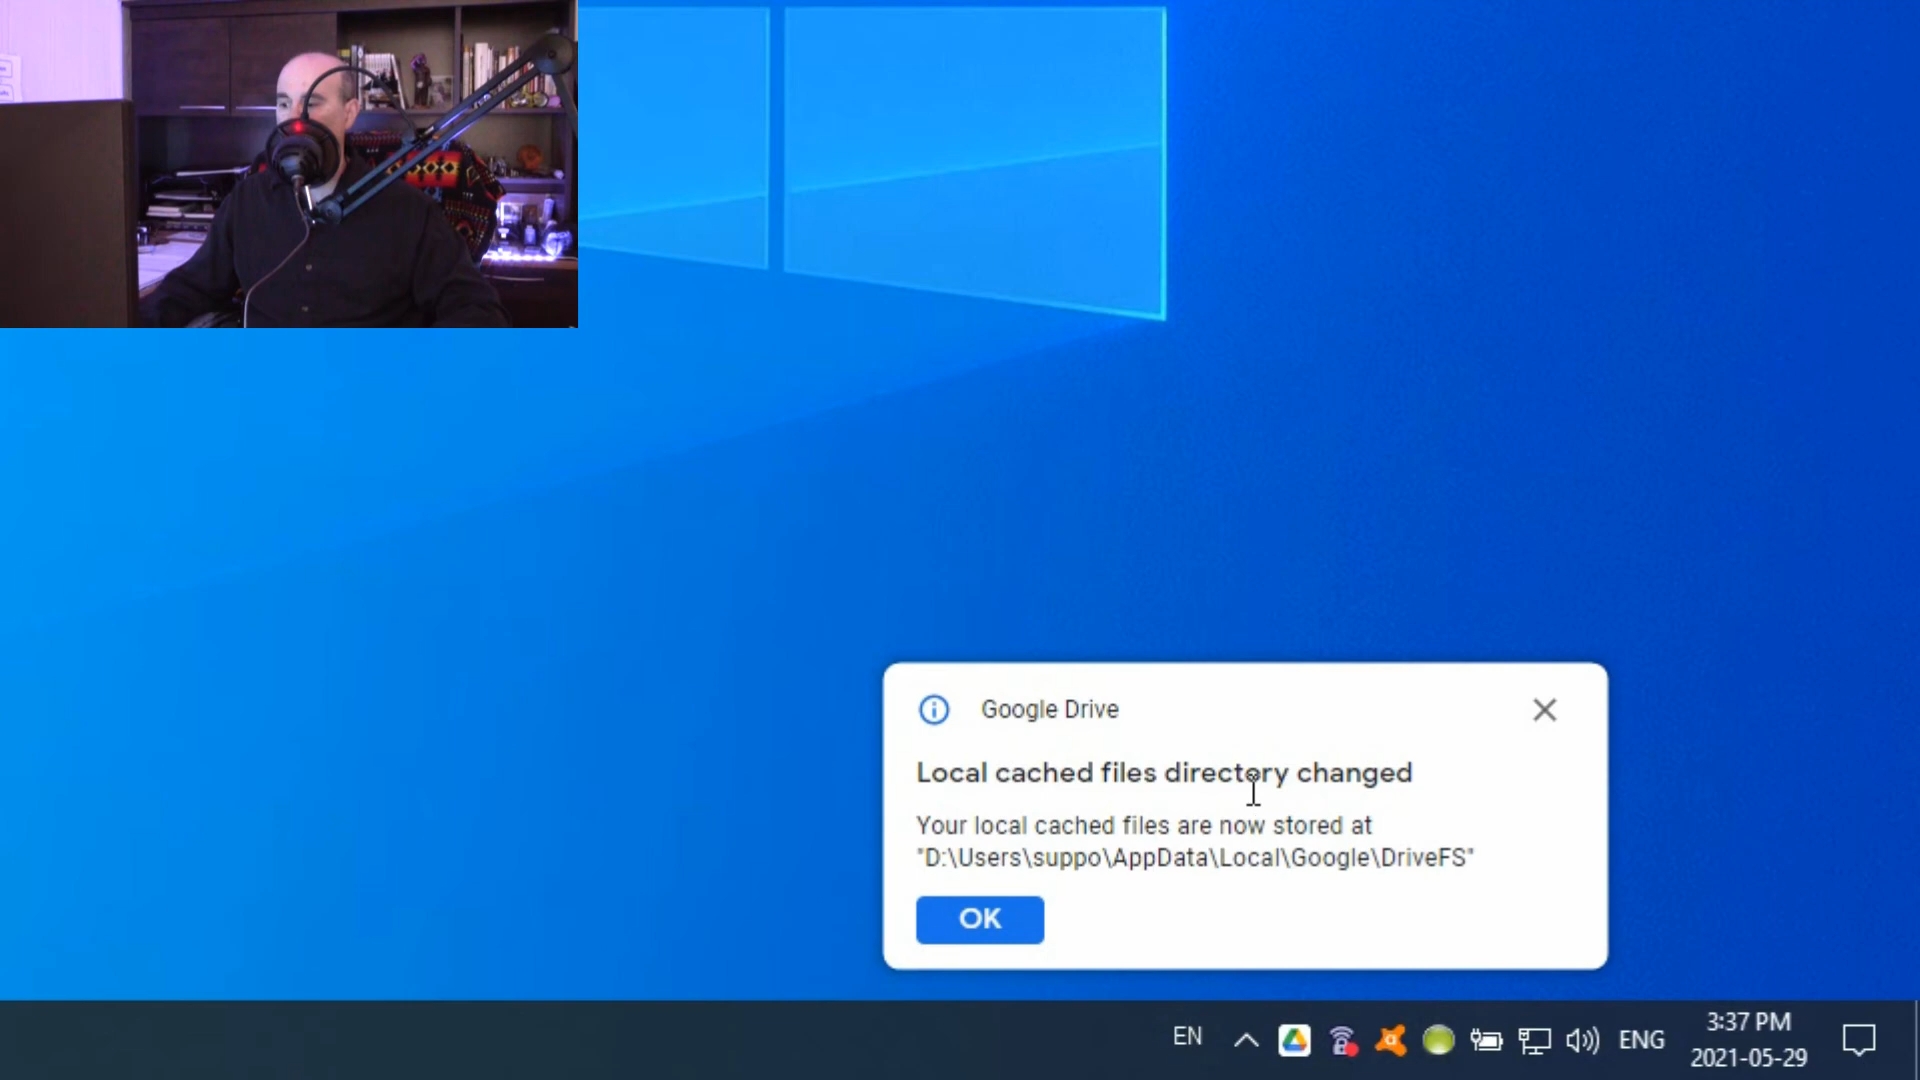 Google Drive
Local cached files directory changed
Your local cached files are now stored at
"D:\Users\suppo\AppData\Local\Google\DriveFS"
OK
EN
ENG
3:37 PM
2021-05-29